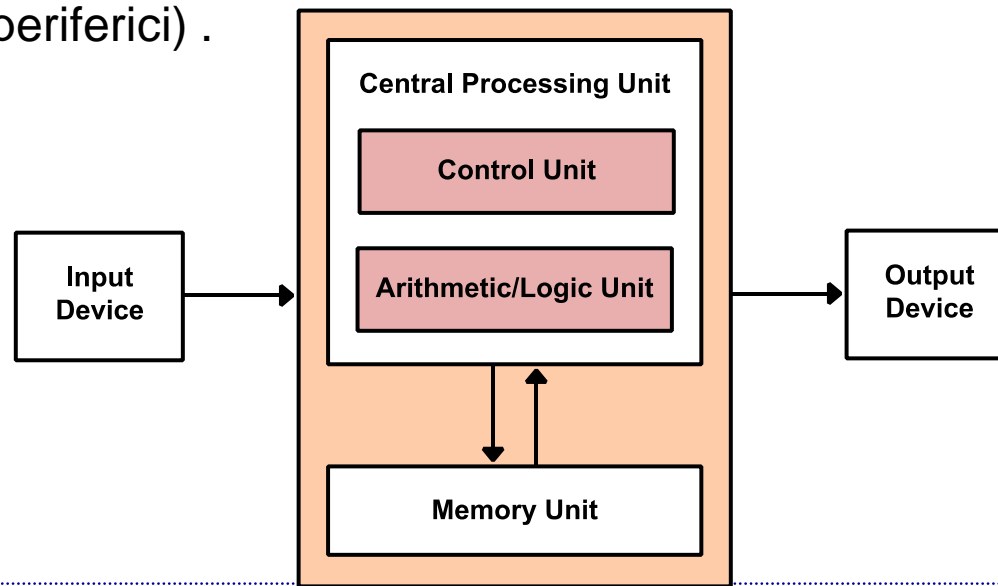 periferici) .
Central Processing Unit
Control Unit
Arithmetic/Logic Unit
Input
Device
Output
Device
Memory Unit